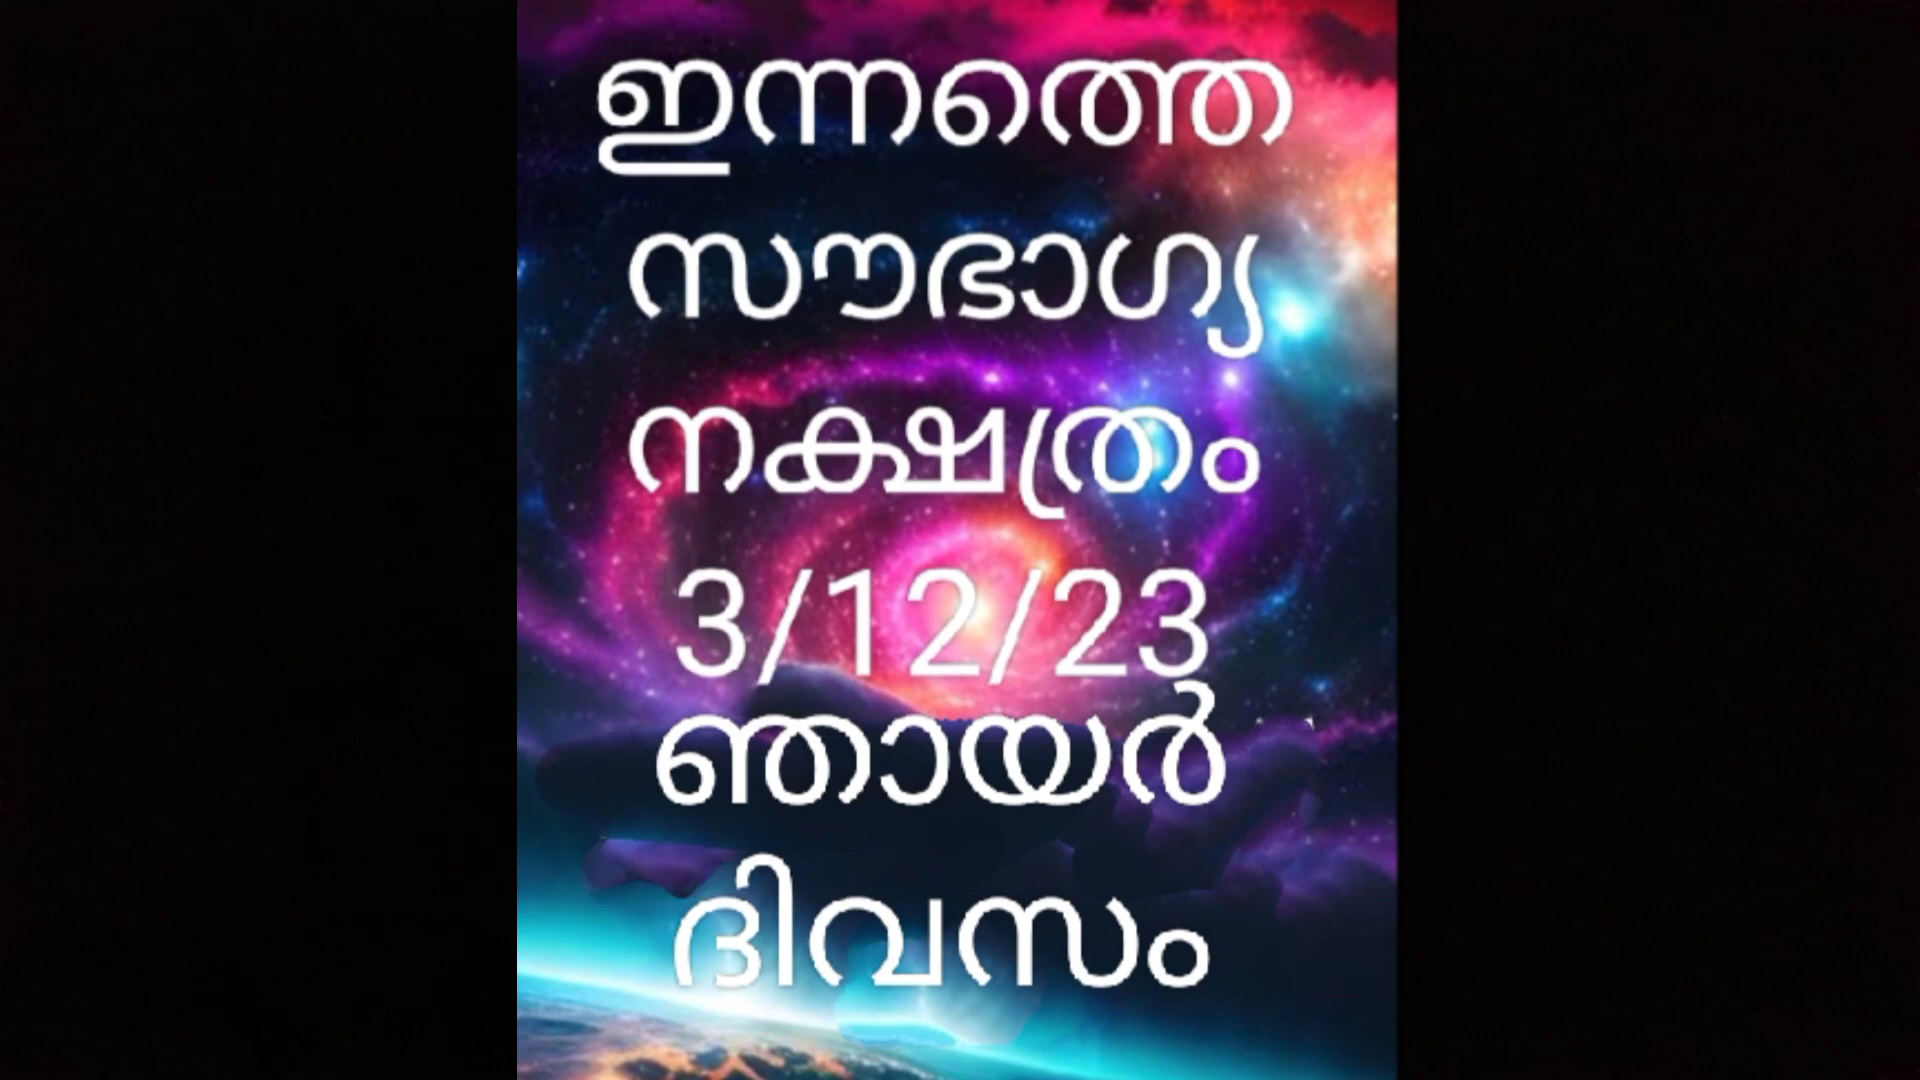 ഇന്നത്തെ
സൗഭാഗ്യ
നക്ഷത്രം
3/12/23
ഞായർ
ദിവസം